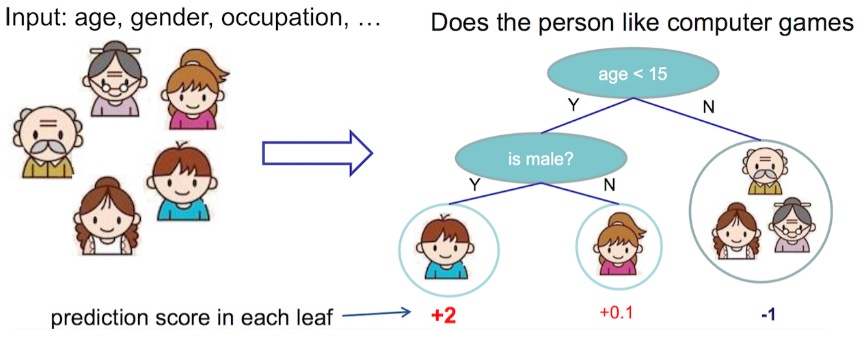 Input: age, gender, occupation, …
Does the person like computer games
age < 15
Y
N
is male?
Y
N
prediction score in each leaf
+2
+0.1
-1